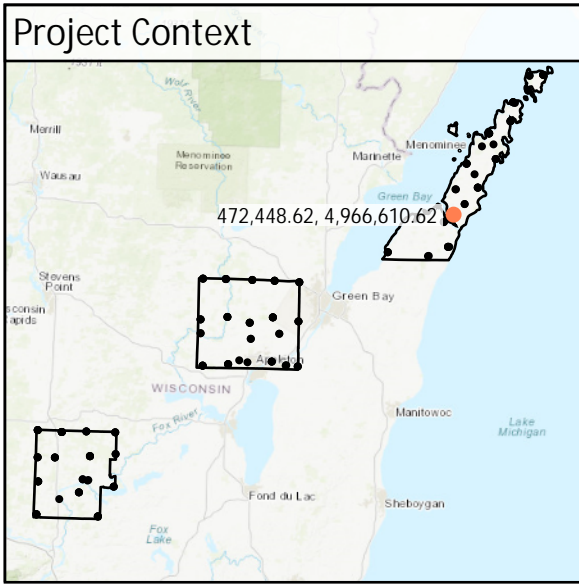 Project Context
Wolf River
Merrill
Menominee
Menominee
Reservation
Marinette
Wausau
Green Bay
472,448.62, 4,966,610.62
Stevens
Point
sconsin
apids
Green Bay
Appleton
WISCONSIN
Fox River
Manitowoc
Lake
Michigan
Fond du Lac
Sheboygan
Fox
Lake